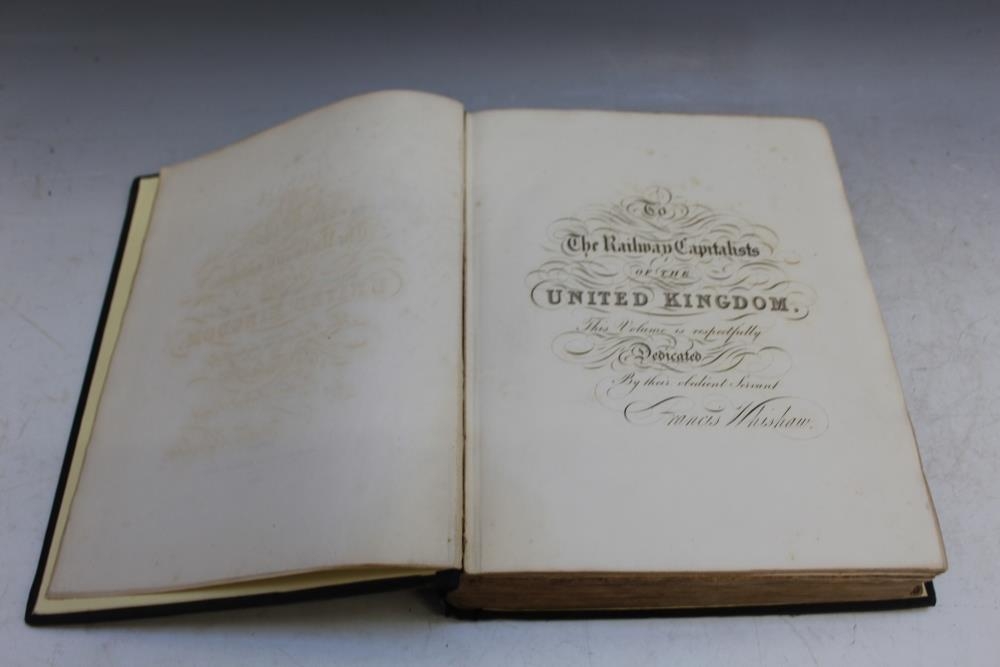 To
The Railway Capitalists
OF THE
UNITED KINGDOM.
This Volume is respectfully
Dedicated
By their obedient Servant
Francis Whishaw.